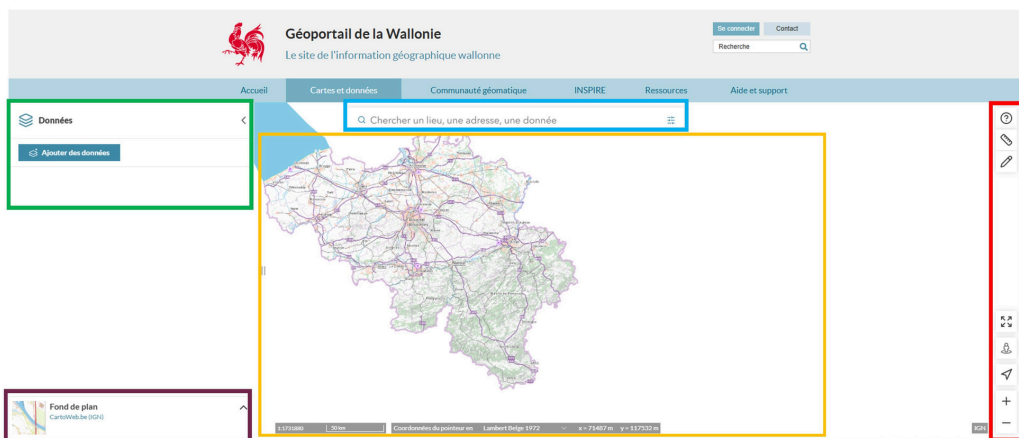 Géoportail de la Wallonie
Le site de l'information géographique wallonne
Se connecter
Contact
Recherche
Accueil
Cartes et données
Communauté géomatique
INSPIRE
Ressources
Aide et support
Données
Ajouter des données
Chercher un lieu, une adresse, une donnée
Fond de plan
CartoWeb.be (IGN)
1:1731880
50 km
Coordonnées du pointeur en Lambert Belge 1972 x = 71487 m y = 117532 m
IGN